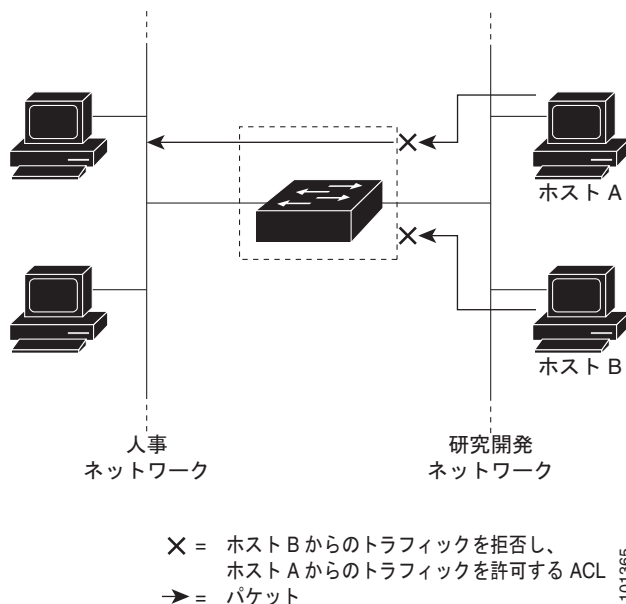 ホスト A
ホスト B
人事
ネットワーク
研究開発
ネットワーク
✕ = ホスト B からのトラフィックを拒否し、
ホスト A からのトラフィックを許可する ACL
➔ = パケット
101365